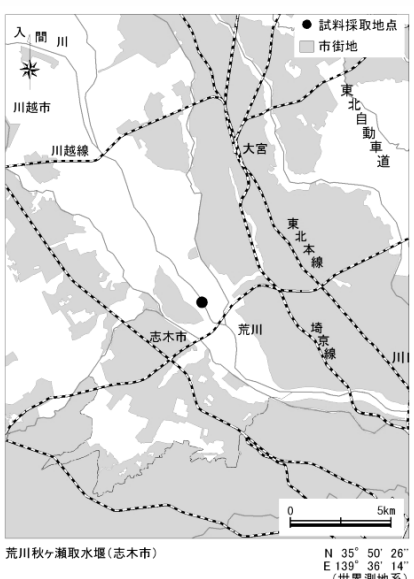 ● 試料採取地点
市街地
入間川
川越市
川越線
東北自動車道
大宮
東北本線
志木市
荒川
埼京線
川
0 5km
荒川秋ヶ瀬取水堰(志木市)
N 35° 50′ 26″
E 139° 36′ 14″
(世界測地系)